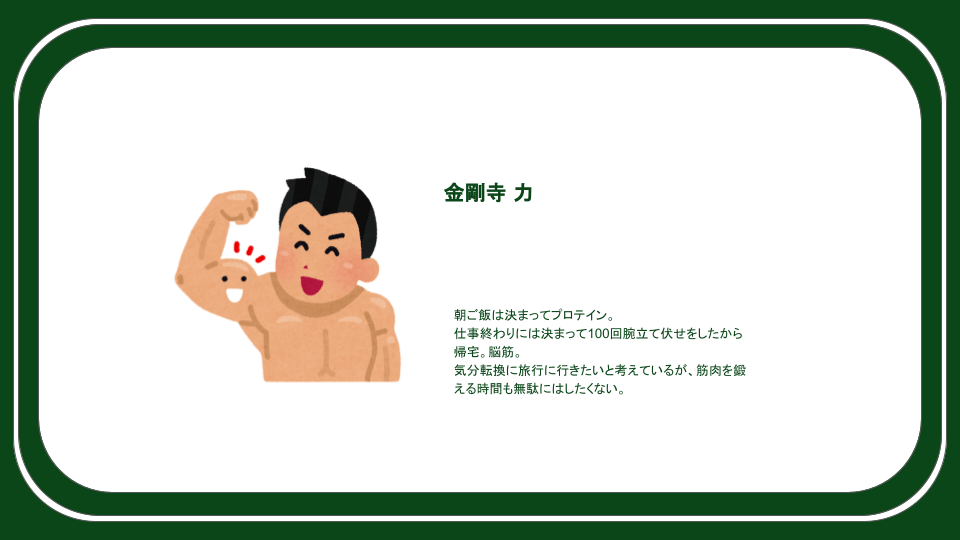 金剛寺 力
朝ご飯は決まってプロテイン。
仕事終わりには決まって100回腕立て伏せをしたから
帰宅。脳筋。
気分転換に旅行に行きたいと考えているが、筋肉を鍛
える時間も無駄にはしたくない。